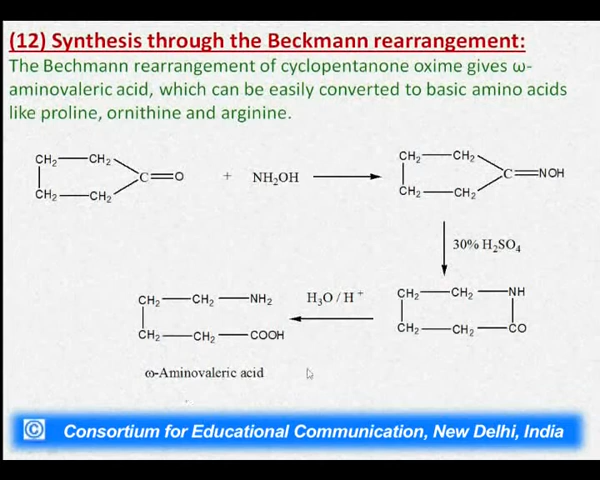 (12) Synthesis through the Beckmann rearrangement:
The Bechmann rearrangement of cyclopentanone oxime gives ω-
aminovaleric acid, which can be easily converted to basic amino acids
like proline, ornithine and arginine.
CH₂ CH₂ CH₂ CH₂
C=O + NH₂OH C=NOH
CH₂ CH₂ CH₂ CH₂
30% H₂SO₄
CH₂ CH₂ NH₂ H₃O / H⁺ CH₂ CH₂ NH
CH₂ CH₂ COOH CH₂ CH₂ CO
ω-Aminovaleric acid
© Consortium for Educational Communication, New Delhi, India